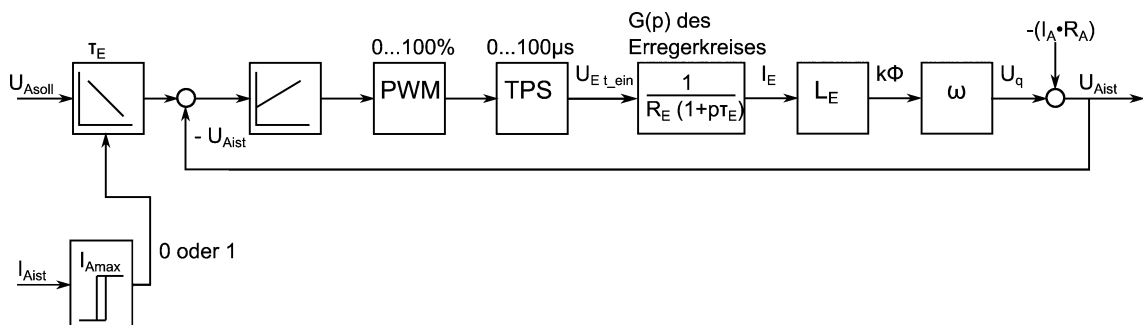 G(p) des
Erregerkreises
τE
0...100%
0...100µs
UAsoll
- UAist
PWM
TPS
UE t_ein
1
RE (1+pτE)
IE
LE
kΦ
ω
Uq
-(IA•RA)
UAist
0 oder 1
IAist
IAmax